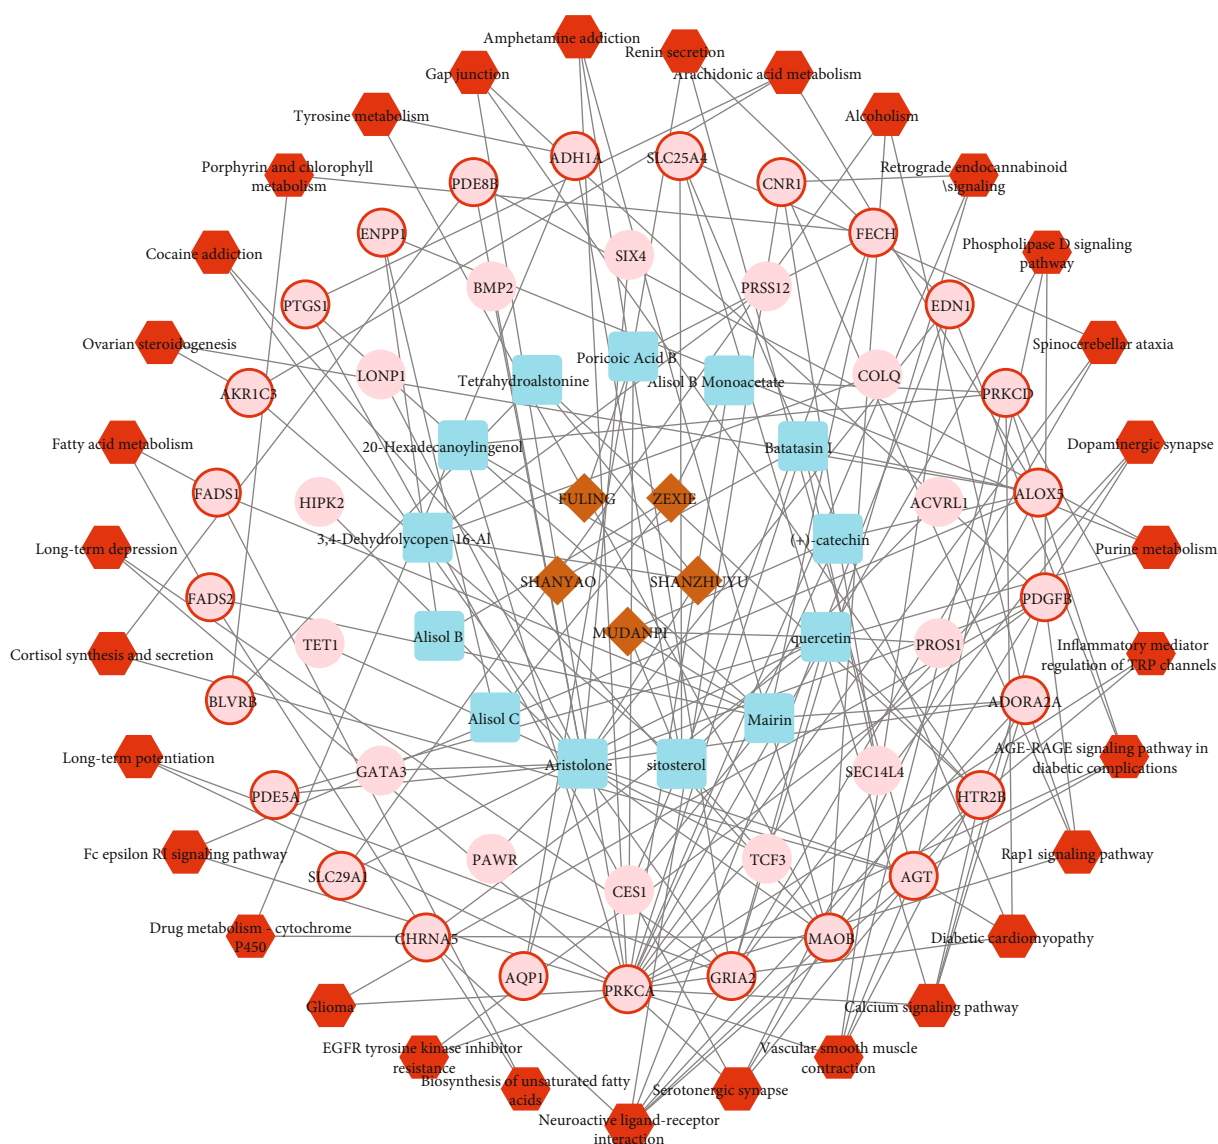 Amphetamine addiction
Renin secretion
Gap junction
Arachidonic acid metabolism
Tyrosine metabolism
Alcoholism
ADH1A
SLC25A4
Porphyrin and chlorophyll
metabolism
PDE8B
CNR1
Retrograde endocannabinoid
\signaling
ENPP1
FECH
Cocaine addiction
SIX4
Phospholipase D signaling
pathway
BMP2
PRSS12
PTGS1
EDN1
Ovarian steroidogenesis
Spinocerebellar ataxia
Poricoic Acid B
LONP1
Tetrahydroalstonine
Alisol B Monoacetate
COLQ
AKR1C3
PRKCD
Fatty acid metabolism
20-Hexadecanoylingenol
Batatasin I
Dopaminergic synapse
FADS1
HIPK2
FULING
ZEXIE
ACVRL1
ALOX5
Long-term depression
3,4-Dehydrolycopen-16-Al
(+)-catechin
Purine metabolism
SHANYAO
SHANZHUYU
FADS2
PDGFB
MUDANPI
Cortisol synthesis and secretion
TET1
Alisol B
quercetin
PROS1
Inflammatory mediator
regulation of TRP channels
BLVRB
Alisol C
Mairin
ADORA2A
Long-term potentiation
GATA3
Aristolone
sitosterol
SEC14L4
AGE-RAGE signaling pathway in
diabetic complications
PDE5A
HTR2B
Fc epsilon RI signaling pathway
PAWR
TCF3
Rap1 signaling pathway
SLC29A1
CES1
AGT
Drug metabolism - cytochrome
P450
CHRNA5
MAOB
Diabetic cardiomyopathy
AQP1
PRKCA
GRIA2
Glioma
Calcium signaling pathway
EGFR tyrosine kinase inhibitor
resistance
Vascular smooth muscle
contraction
Biosynthesis of unsaturated fatty
acids
Serotonergic synapse
Neuroactive ligand-receptor
interaction